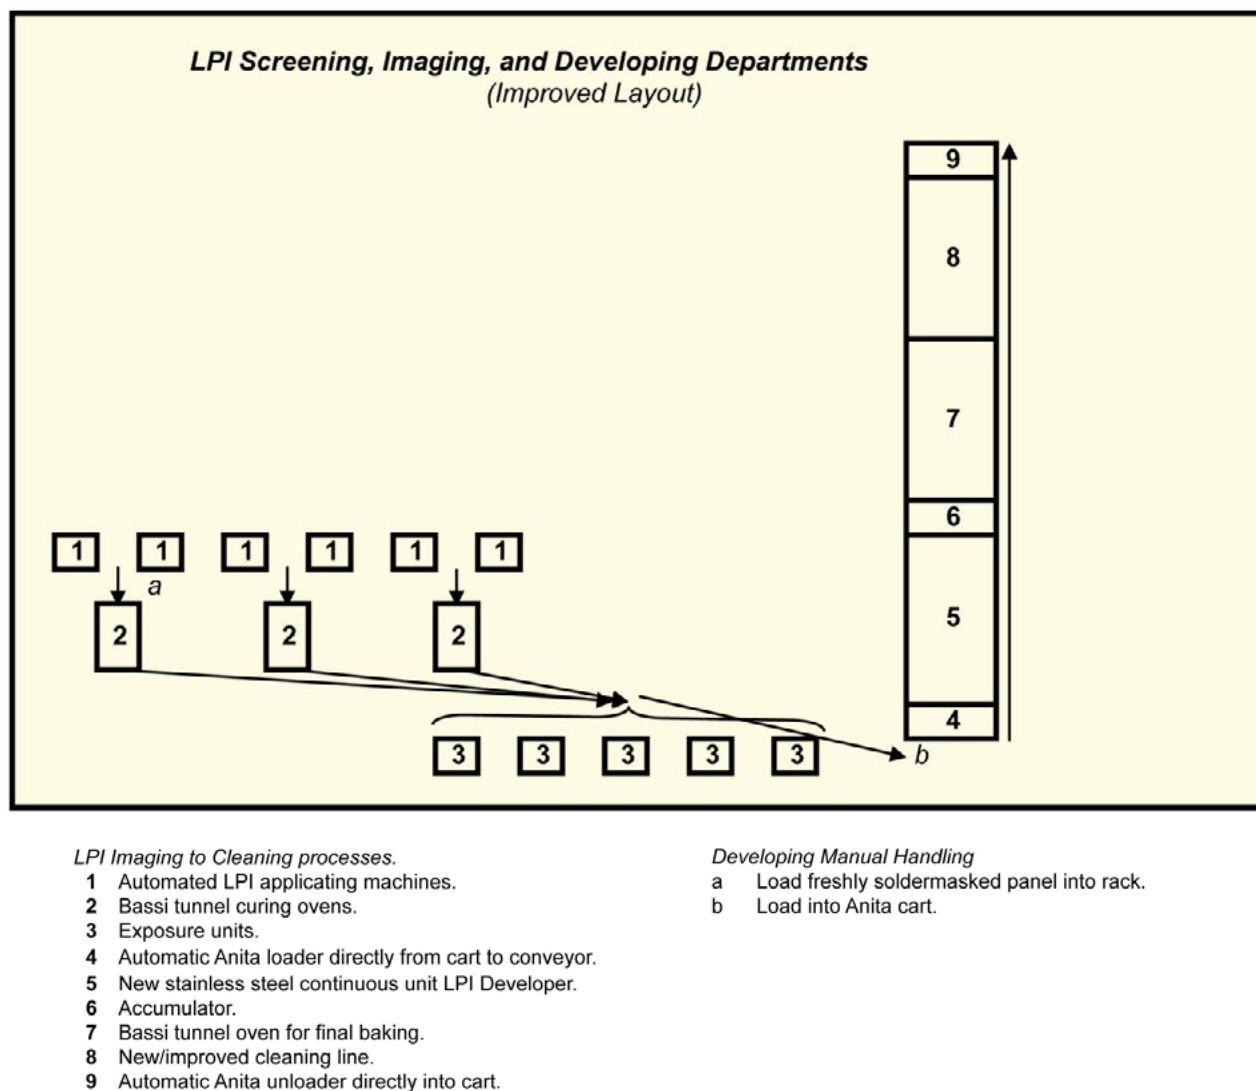 LPI Screening, Imaging, and Developing Departments
(Improved Layout)
9
8
7
6
1 1 1 1 1 1
a
5
2 2 2
4
3 3 3 3 3
b
LPI Imaging to Cleaning processes.
1 Automated LPI applicating machines.
2 Bassi tunnel curing ovens.
3 Exposure units.
4 Automatic Anita loader directly from cart to conveyor.
5 New stainless steel continuous unit LPI Developer.
6 Accumulator.
7 Bassi tunnel oven for final baking.
8 New/improved cleaning line.
9 Automatic Anita unloader directly into cart.
Developing Manual Handling
a Load freshly soldermasked panel into rack.
b Load into Anita cart.